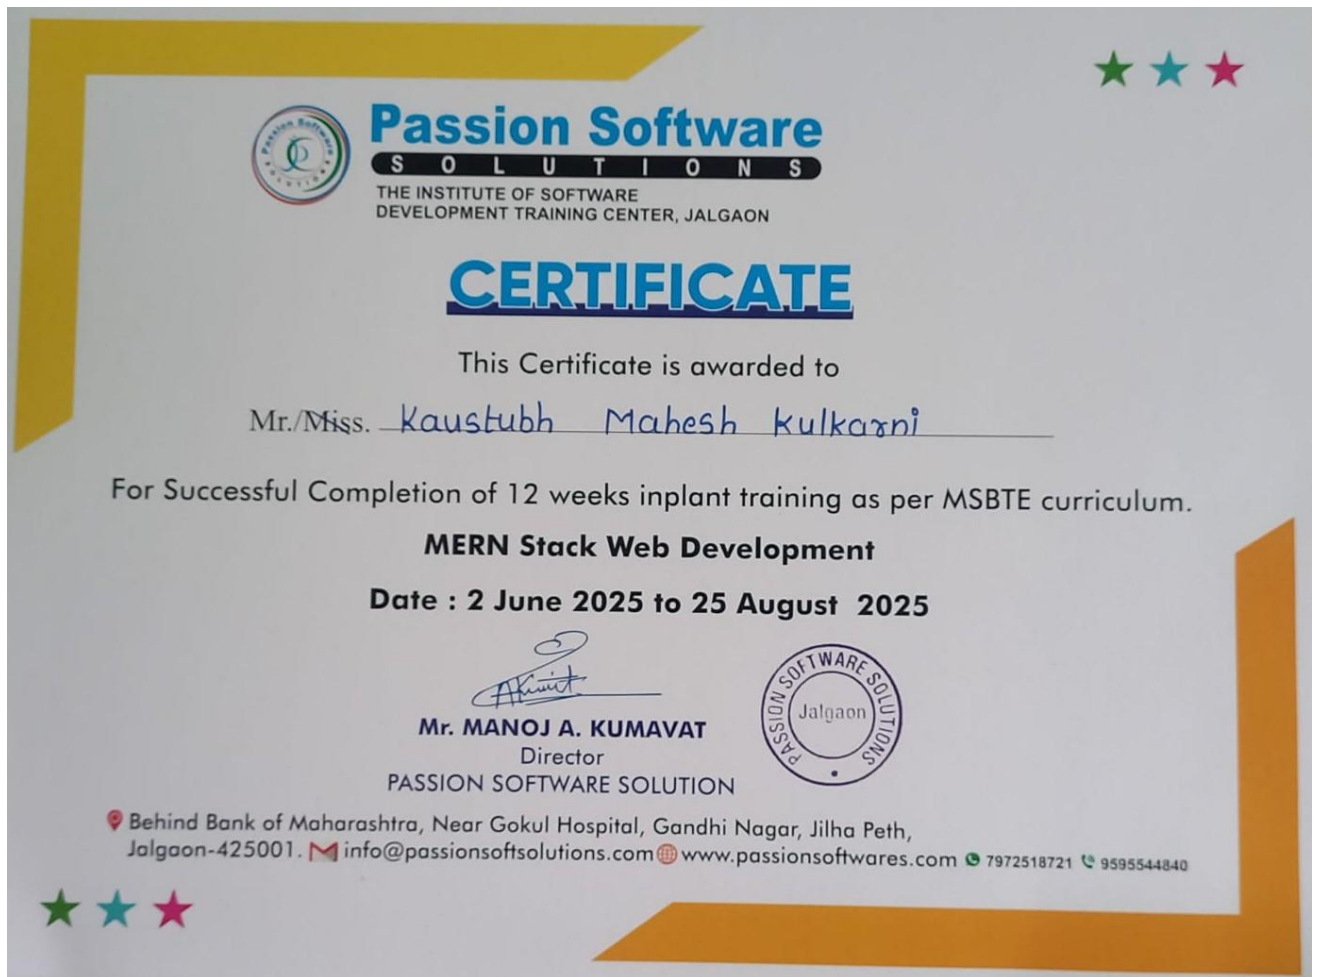 Passion Software
SOLUTIONS
THE INSTITUTE OF SOFTWARE
DEVELOPMENT TRAINING CENTER, JALGAON
Passion Software
SOLUTIONS
CERTIFICATE
This Certificate is awarded to
Mr./Miss. Kaustubh Mahesh Kulkarni
For Successful Completion of 12 weeks inplant training as per MSBTE curriculum.
MERN Stack Web Development
Date : 2 June 2025 to 25 August 2025
Mr. MANOJ A. KUMAVAT
Director
PASSION SOFTWARE SOLUTION
PASSION SOFTWARE SOLUTIONS
Jalgaon
Behind Bank of Maharashtra, Near Gokul Hospital, Gandhi Nagar, Jilha Peth,
Jalgaon-425001. info@passionsoftsolutions.com www.passionsoftwares.com 7972518721 9595544840